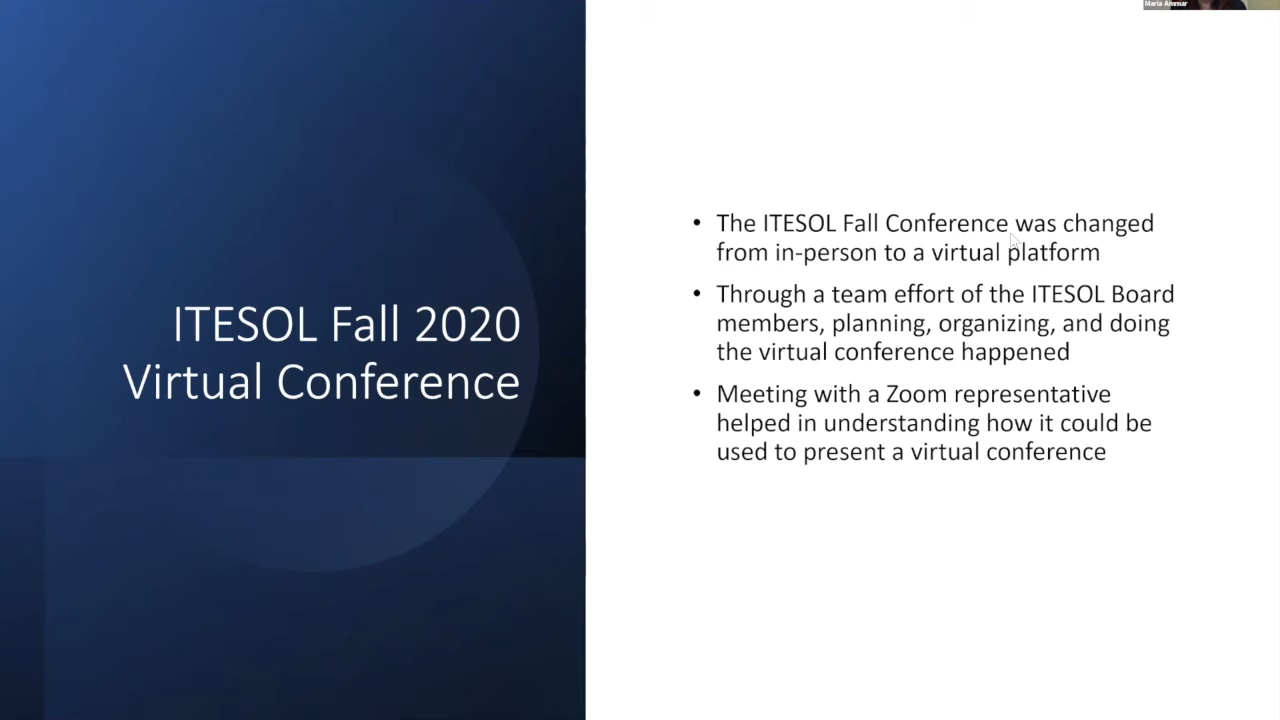 Maria Ammar
ITESOL Fall 2020
Virtual Conference
• The ITESOL Fall Conference was changed
from in-person to a virtual platform
• Through a team effort of the ITESOL Board
members, planning, organizing, and doing
the virtual conference happened
• Meeting with a Zoom representative
helped in understanding how it could be
used to present a virtual conference